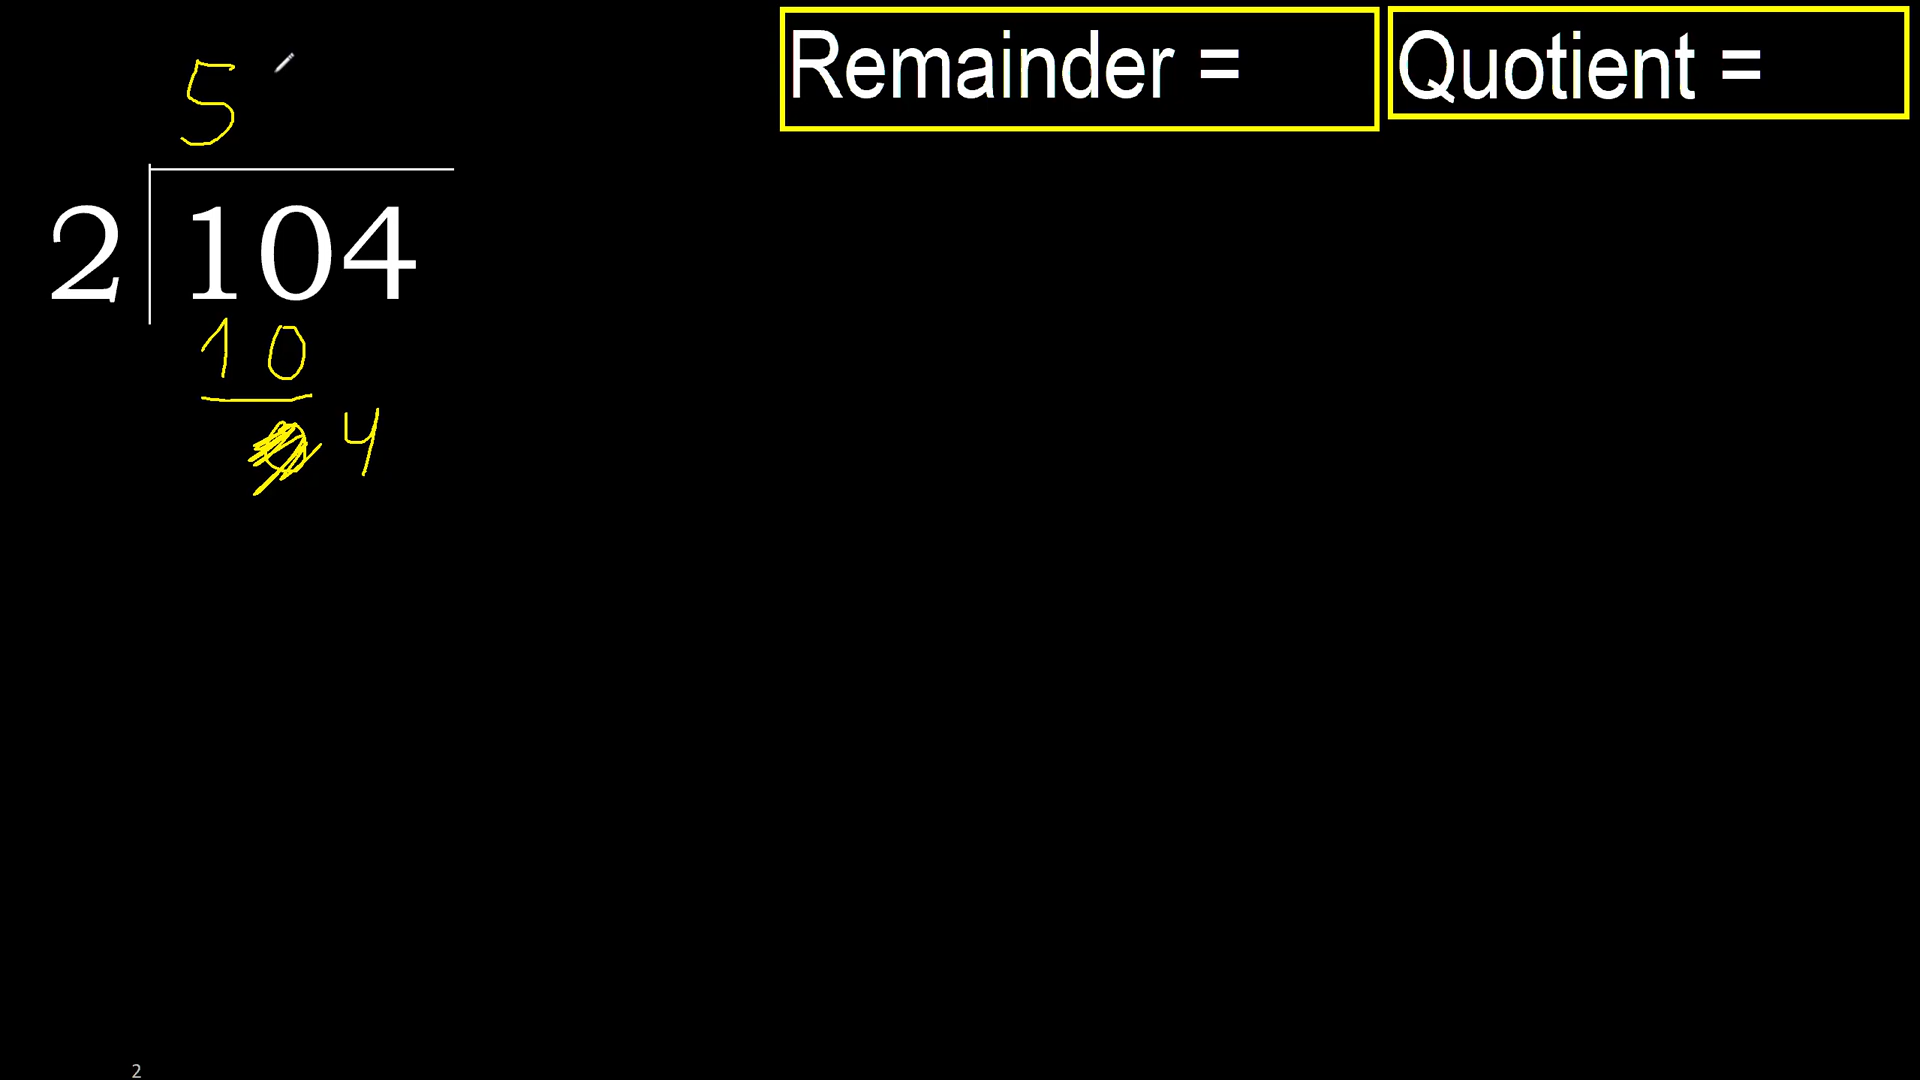 Remainder =
Quotient =
5
2 104
10
4
2